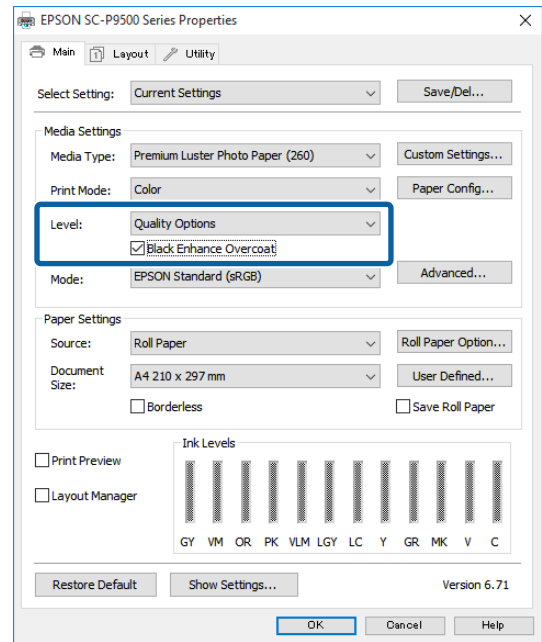 EPSON SC-P9500 Series Properties
Main Layout Utility
Select Setting: Current Settings Save/Del...
Media Settings
Media Type: Premium Luster Photo Paper (260) Custom Settings...
Print Mode: Color Paper Config...
Level: Quality Options
Black Enhance Overcoat
Mode: EPSON Standard (sRGB) Advanced...
Paper Settings
Source: Roll Paper Roll Paper Option...
Document Size: A4 210 x 297 mm User Defined...
Borderless Save Roll Paper
Ink Levels
Print Preview
Layout Manager
GY VM OR PK VLM LGY LC Y GR MK V C
Restore Default Show Settings... Version 6.71
OK Cancel Help